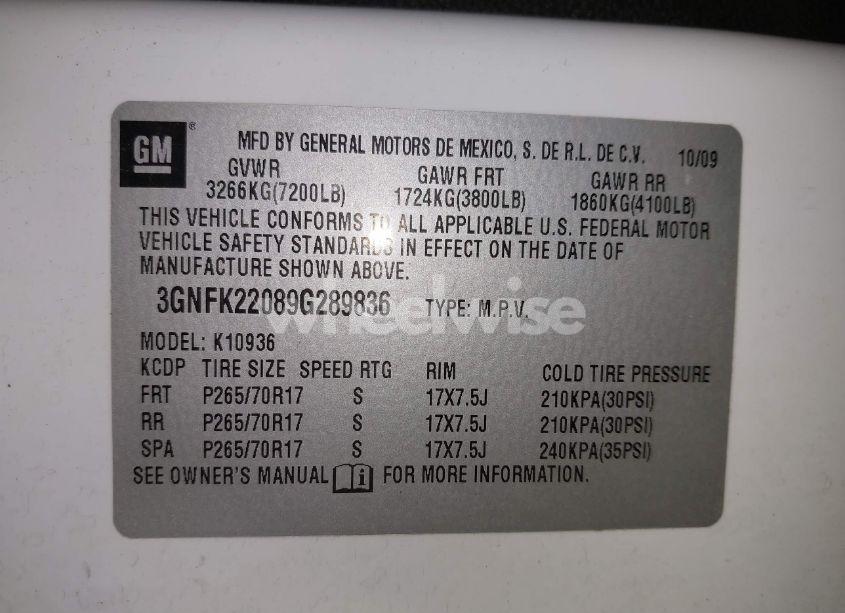 GM ® MFD BY GENERAL MOTORS DE MEXICO, S. DE R.L. DE C.V. 10/09
GVWR GAWR FRT GAWR RR
3266KG(7200LB) 1724KG(3800LB) 1860KG(4100LB)
THIS VEHICLE CONFORMS TO ALL APPLICABLE U.S. FEDERAL MOTOR
VEHICLE SAFETY STANDARDS IN EFFECT ON THE DATE OF
MANUFACTURE SHOWN ABOVE.
3GNFK22089G289836 TYPE: M.P.V.
wheelwise
MODEL: K10936
KCDP TIRE SIZE SPEED RTG RIM COLD TIRE PRESSURE
FRT P265/70R17 S 17X7.5J 210KPA(30PSI)
RR P265/70R17 S 17X7.5J 210KPA(30PSI)
SPA P265/70R17 S 17X7.5J 240KPA(35PSI)
SEE OWNER'S MANUAL i FOR MORE INFORMATION.